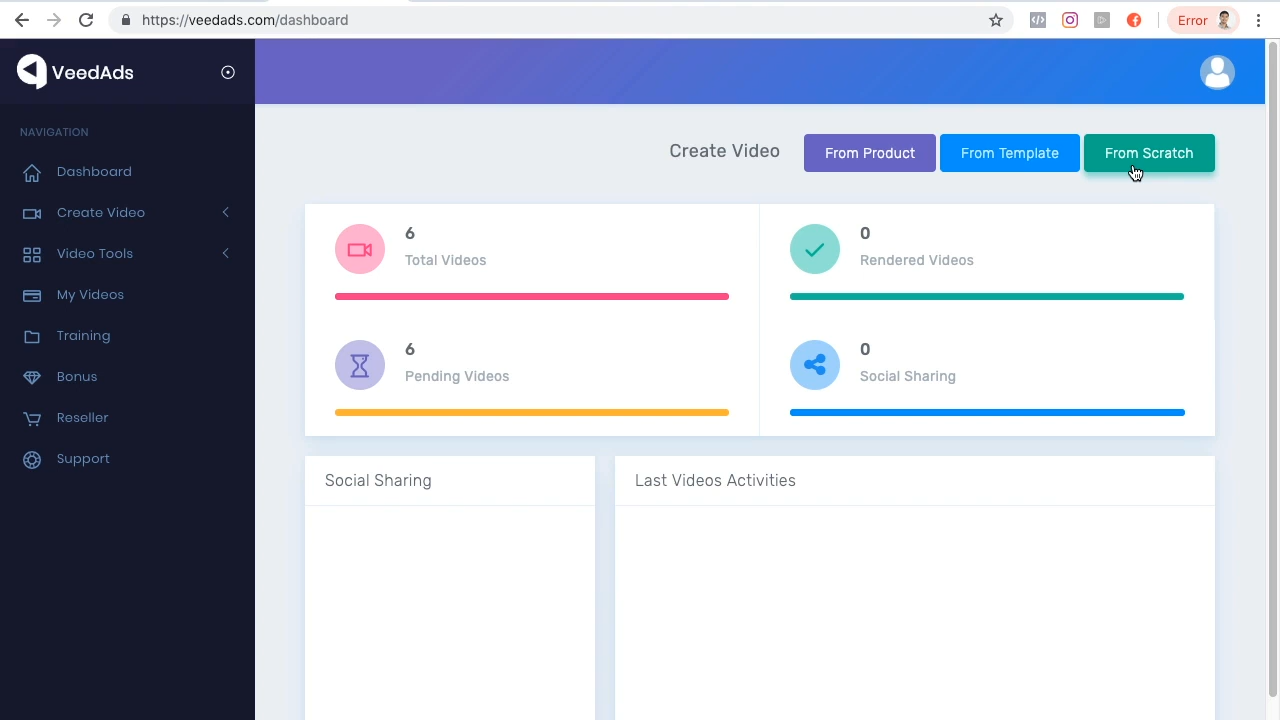 https://veedads.com/dashboard
Error
VeedAds
NAVIGATION
Dashboard
Create Video
Video Tools
My Videos
Training
Bonus
Reseller
Support
Create Video
From Product
From Template
From Scratch
6
Total Videos
0
Rendered Videos
6
Pending Videos
0
Social Sharing
Social Sharing
Last Videos Activities